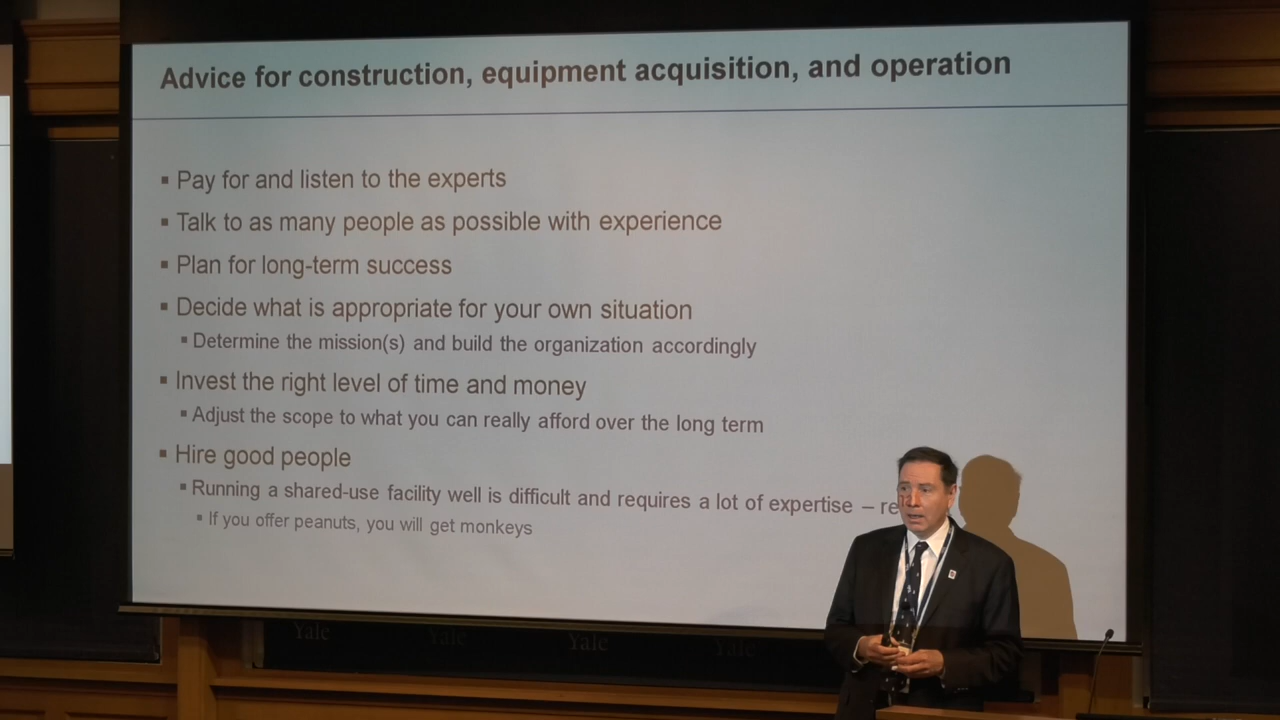 Advice for construction, equipment acquisition, and operation
▪ Pay for and listen to the experts
▪ Talk to as many people as possible with experience
▪ Plan for long-term success
▪ Decide what is appropriate for your own situation
▪ Determine the mission(s) and build the organization accordingly
▪ Invest the right level of time and money
▪ Adjust the scope to what you can really afford over the long term
▪ Hire good people
▪ Running a shared-use facility well is difficult and requires a lot of expertise –
▪ If you offer peanuts, you will get monkeys
Yale Yale Yale Yale